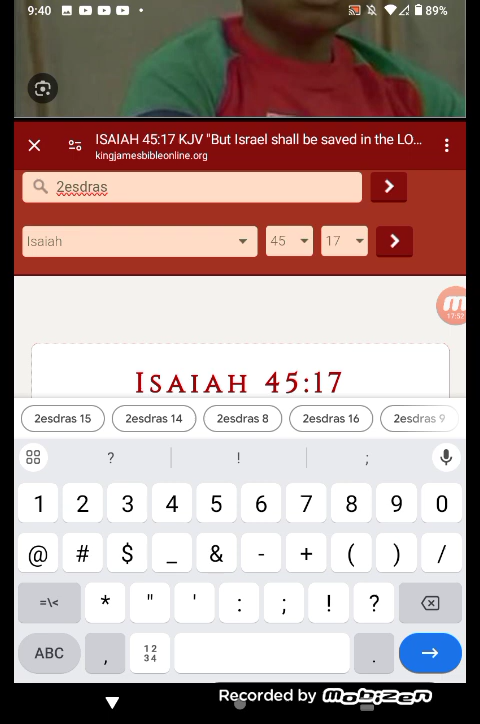 9:40 89%
ISAIAH 45:17 KJV "But Israel shall be saved in the LO...
kingjamesbibleonline.org
2esdras
Isaiah 45 17
17:52
ISAIAH 45:17
2esdras 15 2esdras 14 2esdras 8 2esdras 16 2esdras 9
? ! ;
1 2 3 4 5 6 7 8 9 0
@ # $ _ & - + ( ) /
=\< * " ' : ; ! ?
ABC , 12 34 .
Recorded by mobizen